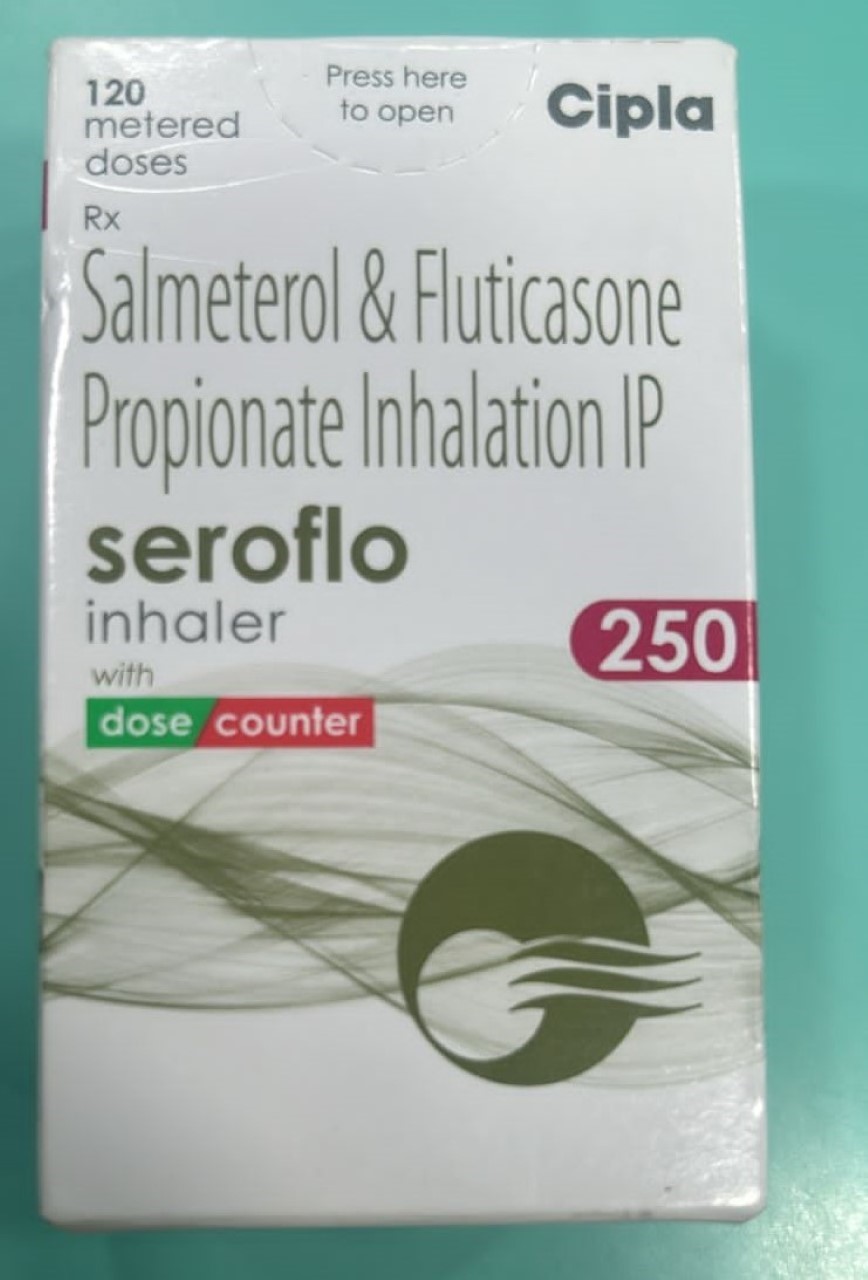 120
metered
doses
Press here
to open
Cipla
Rx
Salmeterol & Fluticasone
Propionate Inhalation IP
seroflo
inhaler
250
with
dose counter